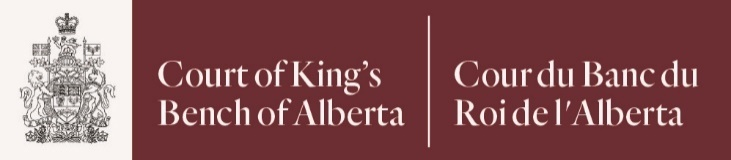 Court of King's
Bench of Alberta
Cour du Banc du
Roi de l'Alberta